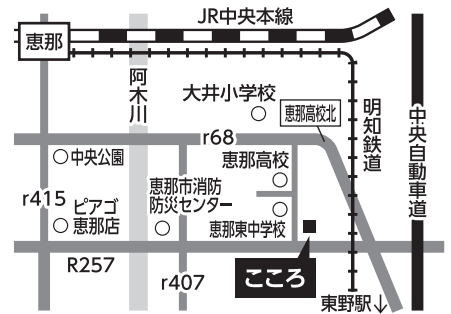 JR中央本線
恵那
阿木川
大井小学校
恵那高校北
明知鉄道
中央自動車道
r68
中央公園
恵那高校
r415
ピアゴ
恵那店
恵那市消防
防災センター
恵那東中学校
R257
r407
こころ
東野駅↓